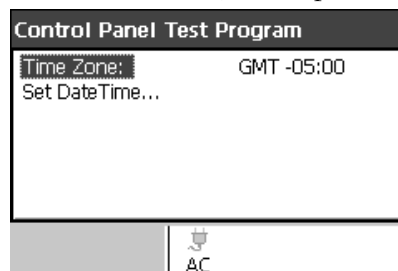 Control Panel Test Program
Time Zone: GMT -05:00
Set DateTime...
AC